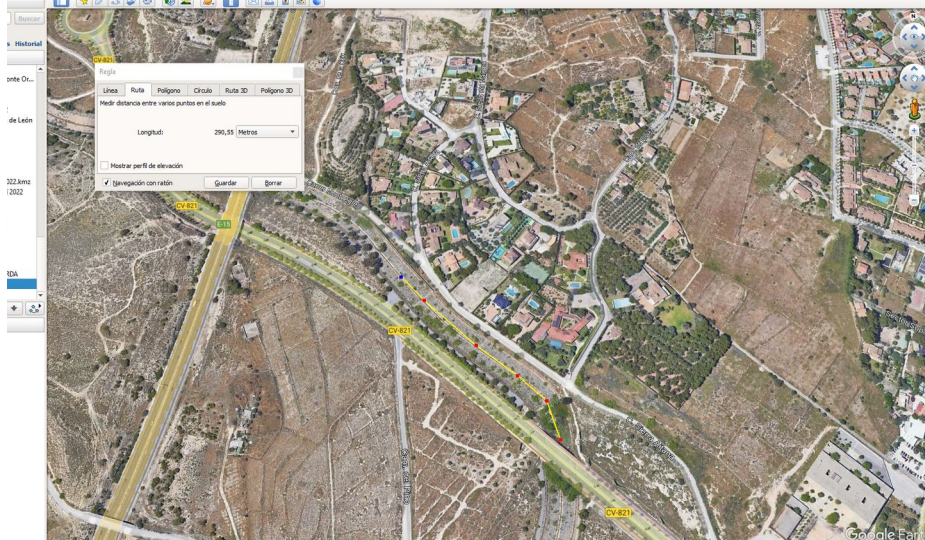 Buscar
s Historial
onte Or...
de León
022.kmz
2022
RDA
CV-821
Regla
Línea Ruta Polígono Círculo Ruta 3D Polígono 3D
Medir distancia entre varios puntos en el suelo
Longitud: 290,55 Metros
Mostrar perfil de elevación
Navegación con ratón Guardar Borrar
CV-821
E-15
CV-821
CV-821
Google Eart